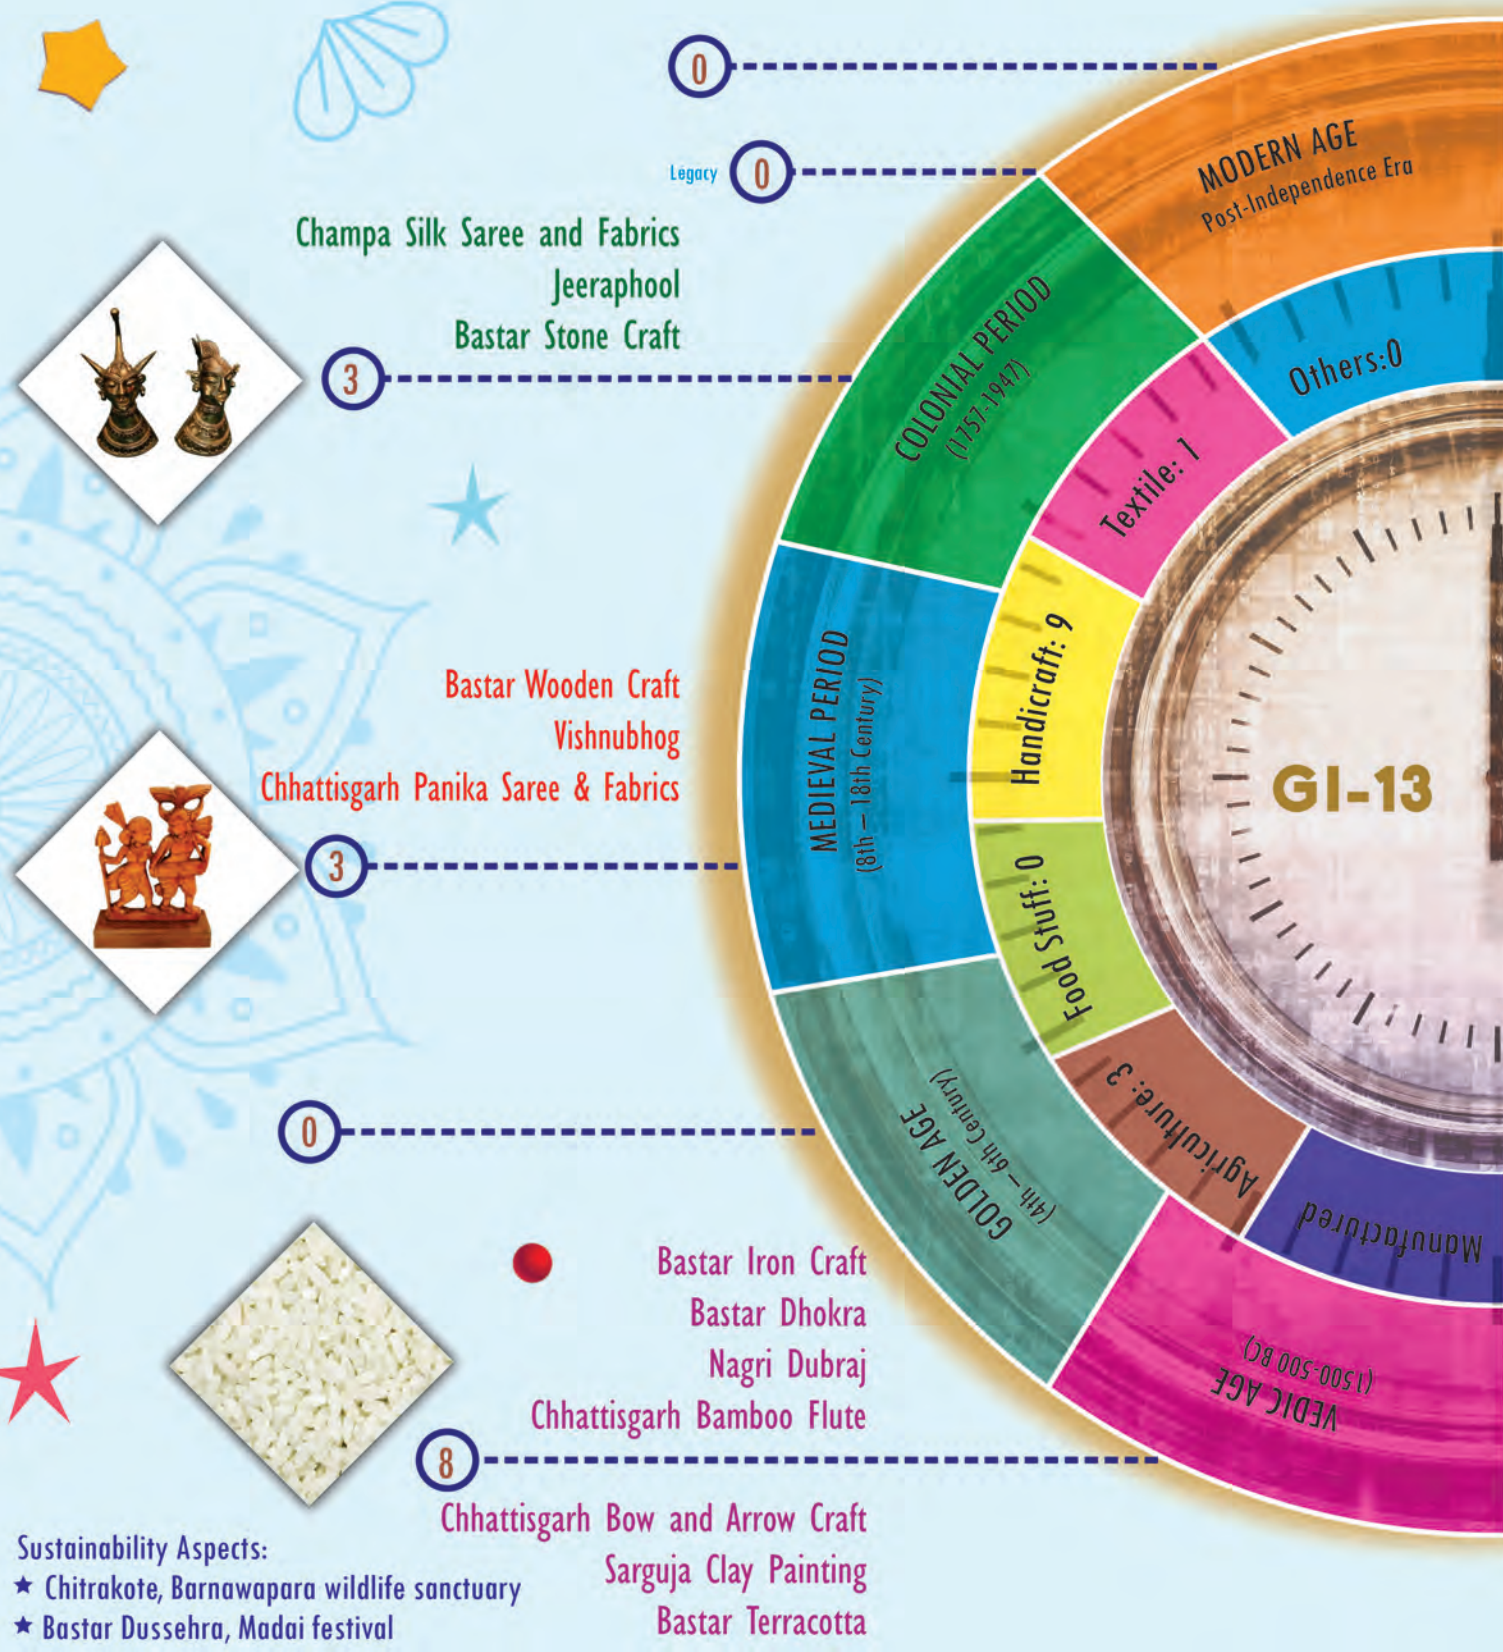 0
Legacy 0
Champa Silk Saree and Fabrics
Jeeraphool
Bastar Stone Craft
3
Bastar Wooden Craft
Vishnubhog
Chhattisgarh Panika Saree & Fabrics
3
0
Bastar Iron Craft
Bastar Dhokra
Nagri Dubraj
Chhattisgarh Bamboo Flute
8
Chhattisgarh Bow and Arrow Craft
Sarguja Clay Painting
Bastar Terracotta
Sustainability Aspects:
★ Chitrakote, Barnawapara wildlife sanctuary
★ Bastar Dussehra, Madai festival
MODERN AGE
Post-Independence Era
COLONIAL PERIOD
(1757-1947)
MEDIEVAL PERIOD
(8th – 18th Century)
GOLDEN AGE
(4th – 6th Century)
VEDIC AGE
(1500-500 BC)
Others:0
Textile: 1
Handicraft: 9
Food Stuff: 0
Agriculture: 3
Manufactured
GI-13